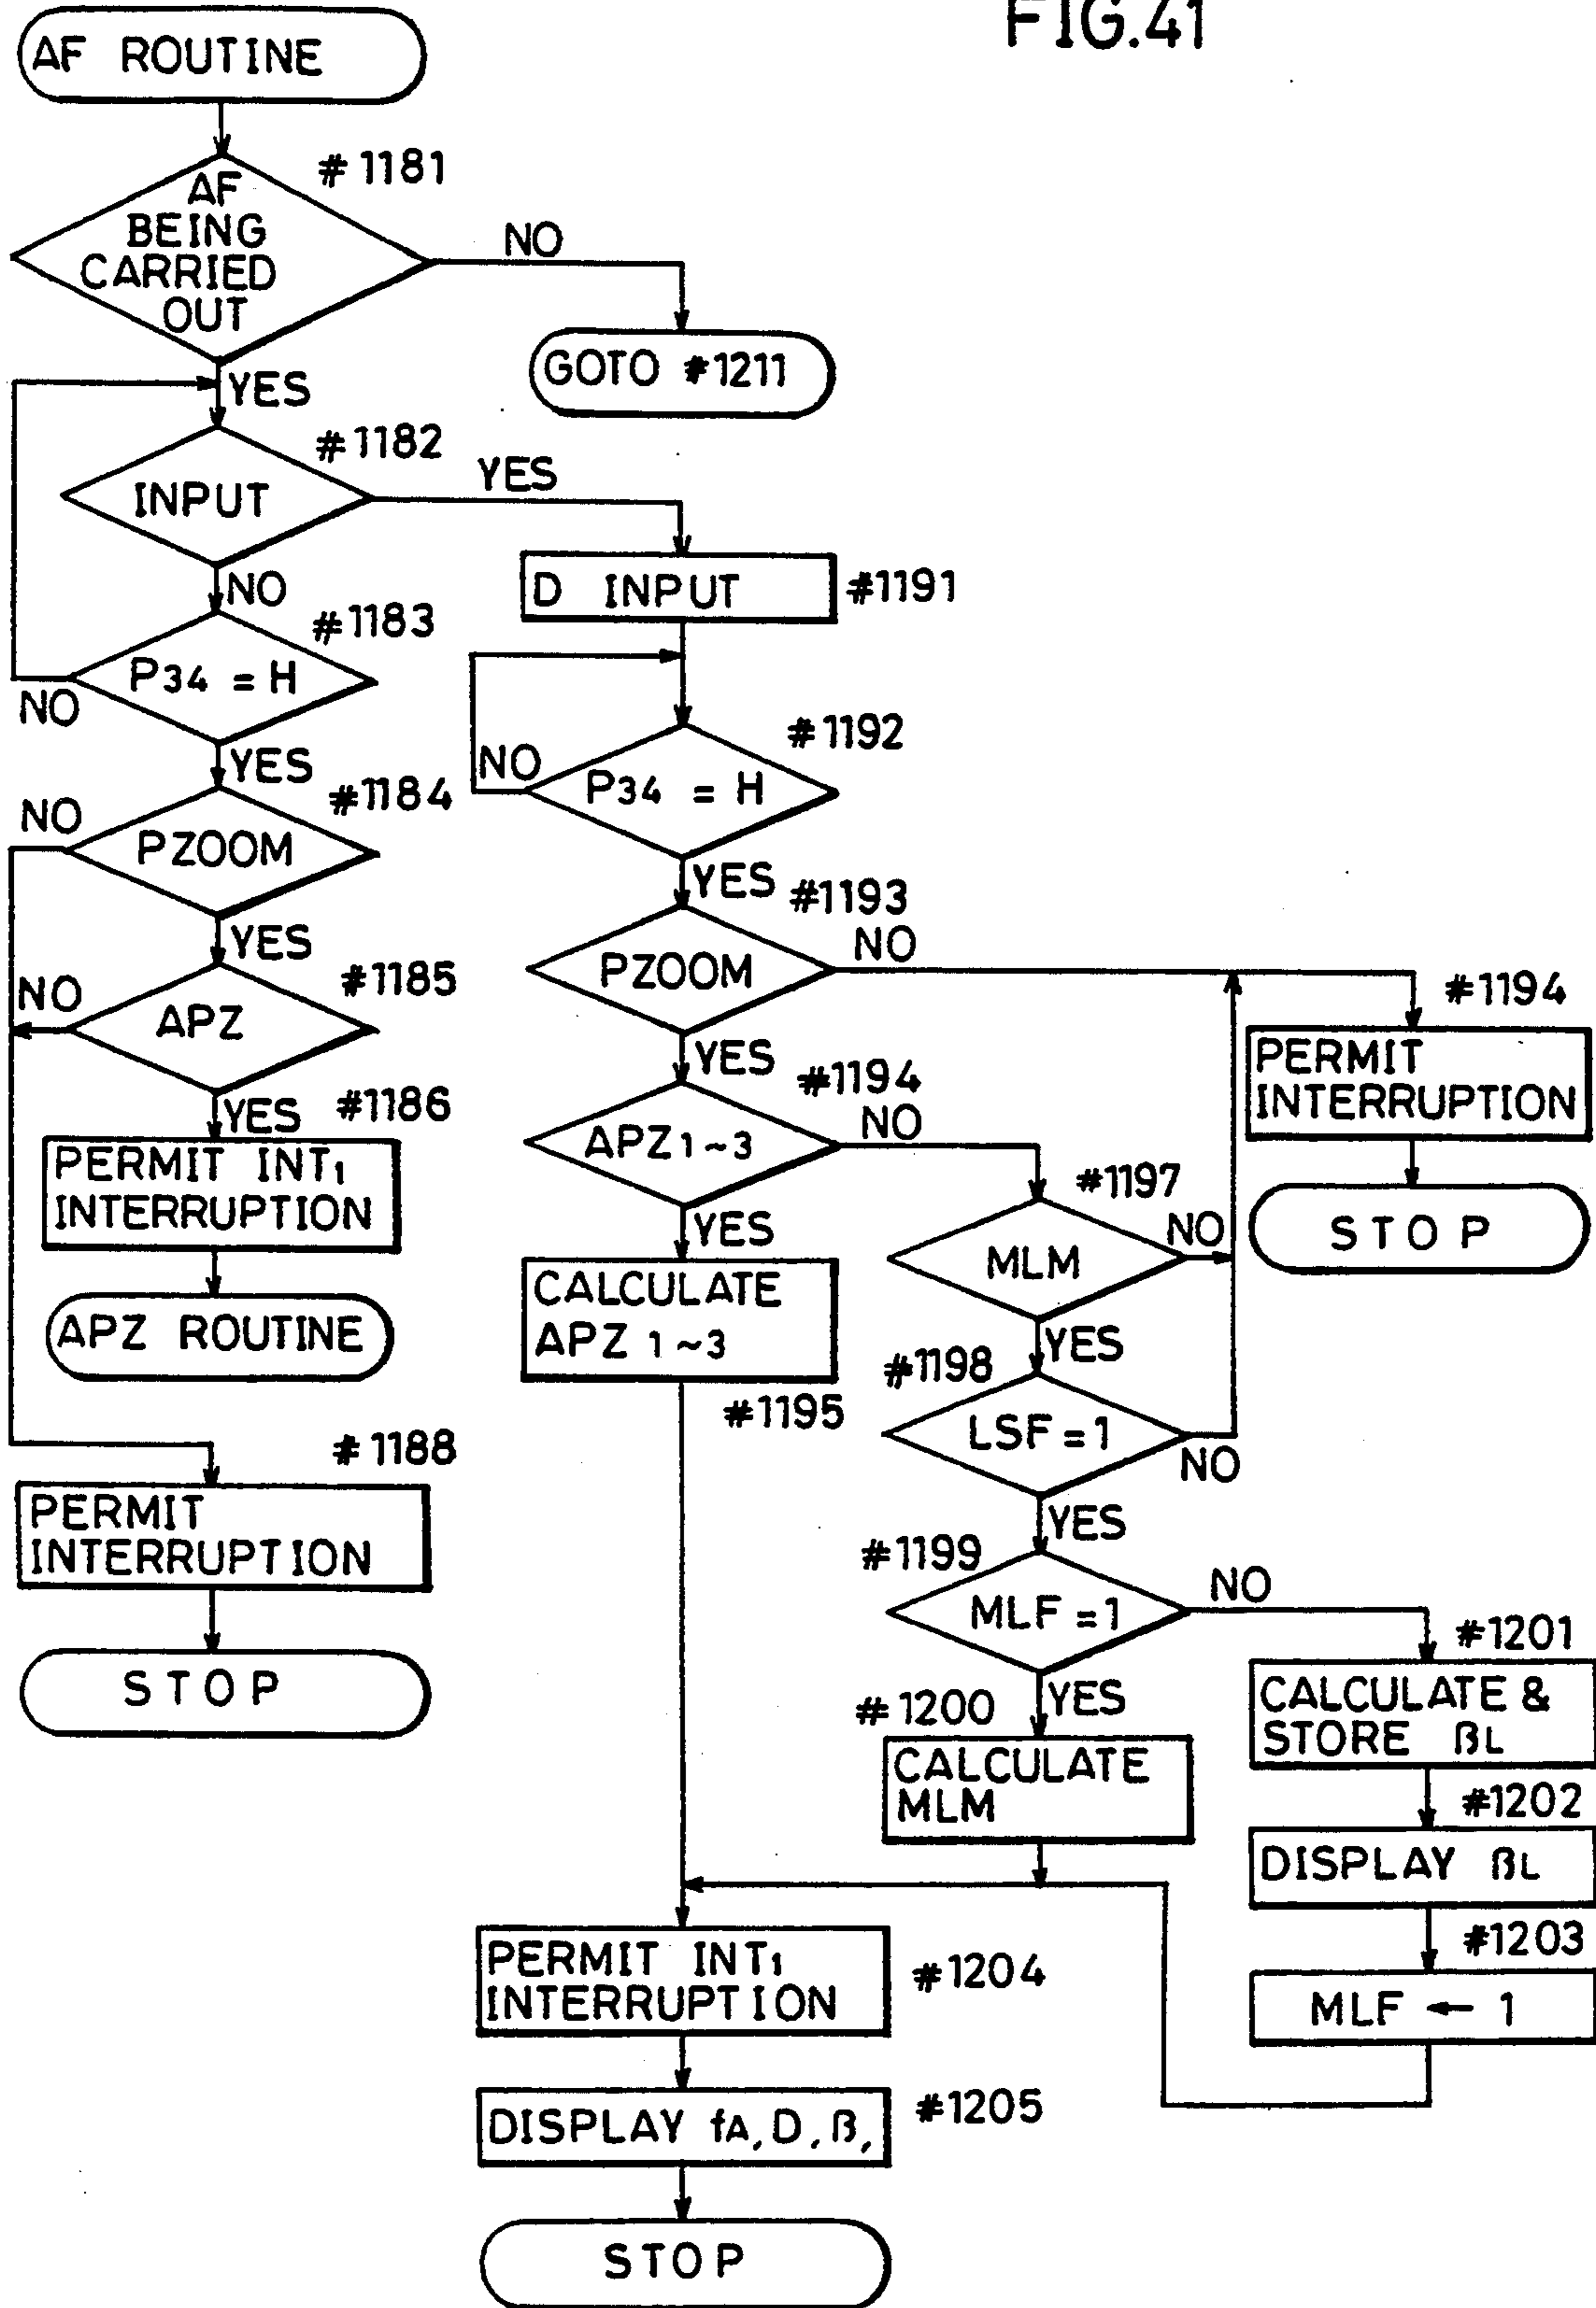 FIG.41
AF ROUTINE
#1181
AF
BEING
CARRIED
OUT
NO
GOTO #1211
YES
#1182
INPUT
YES
NO
D INPUT
#1191
#1183
P34 = H
NO
YES
#1192
P34 = H
NO
YES
#1184
PZOOM
NO
YES
#1193
PZOOM
NO
YES
#1185
APZ
NO
YES
#1194
PERMIT
INTERRUPTION
STOP
#1194
APZ 1~3
NO
YES
#1186
PERMIT INT1
INTERRUPTION
APZ ROUTINE
#1197
MLM
NO
YES
CALCULATE
APZ 1~3
#1195
#1198
LSF=1
NO
YES
#1188
PERMIT
INTERRUPTION
STOP
#1199
MLF=1
NO
YES
#1201
CALCULATE &
STORE βL
#1200
CALCULATE
MLM
#1202
DISPLAY βL
#1203
MLF ← 1
PERMIT INT1
INTERRUPTION
#1204
DISPLAY fA, D, β,
#1205
STOP